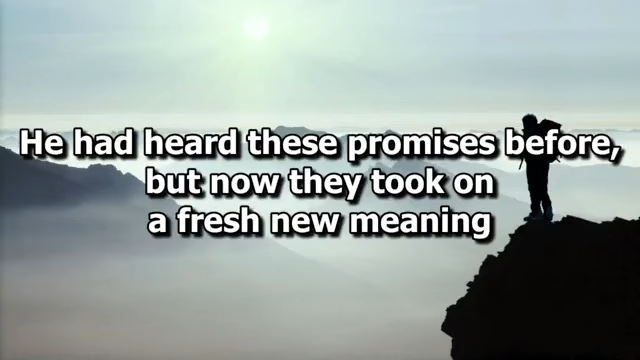 He had heard these promises before,
but now they took on
a fresh new meaning